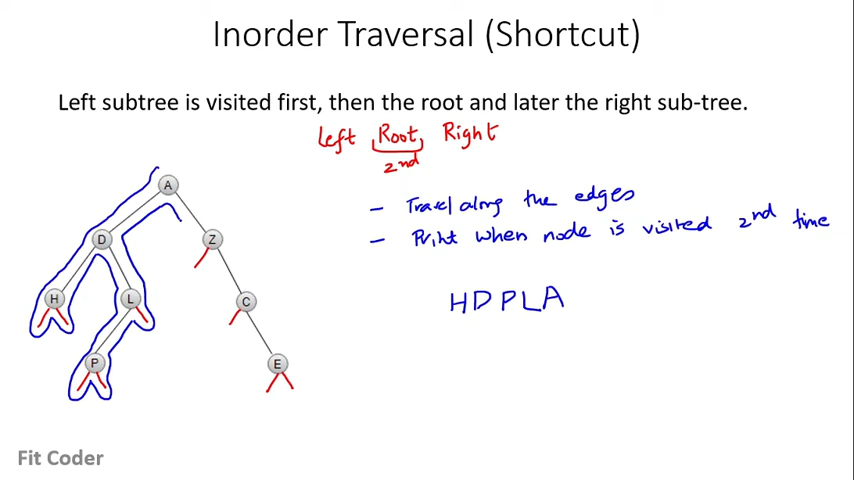 Inorder Traversal (Shortcut)
Left subtree is visited first, then the root and later the right sub-tree.
Left Root Right
2nd
- Travel along the edges
- Print when node is visited 2nd time
A
D
Z
H
L
C
P
E
HDPLA
Fit Coder